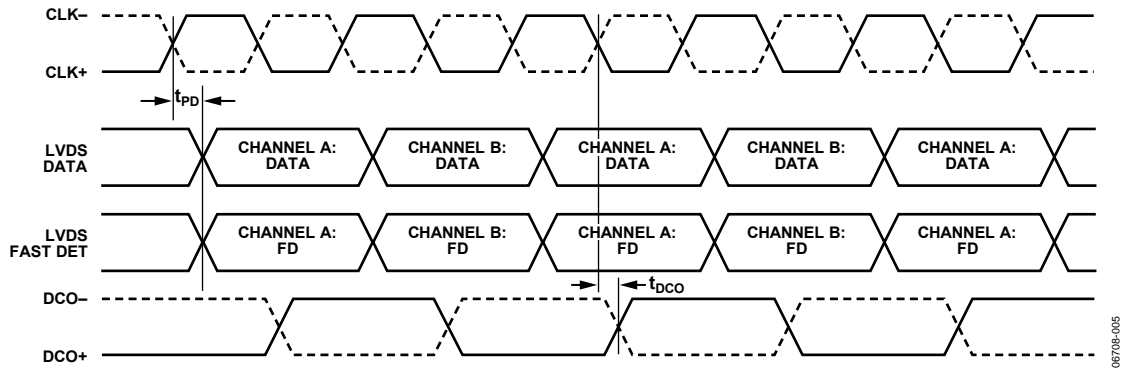 CLK–
CLK+
tPD
LVDS
DATA
CHANNEL A:
DATA
CHANNEL B:
DATA
CHANNEL A:
DATA
CHANNEL B:
DATA
CHANNEL A:
DATA
LVDS
FAST DET
CHANNEL A:
FD
CHANNEL B:
FD
CHANNEL A:
FD
CHANNEL B:
FD
CHANNEL A:
FD
tDCO
DCO–
DCO+
06708-005